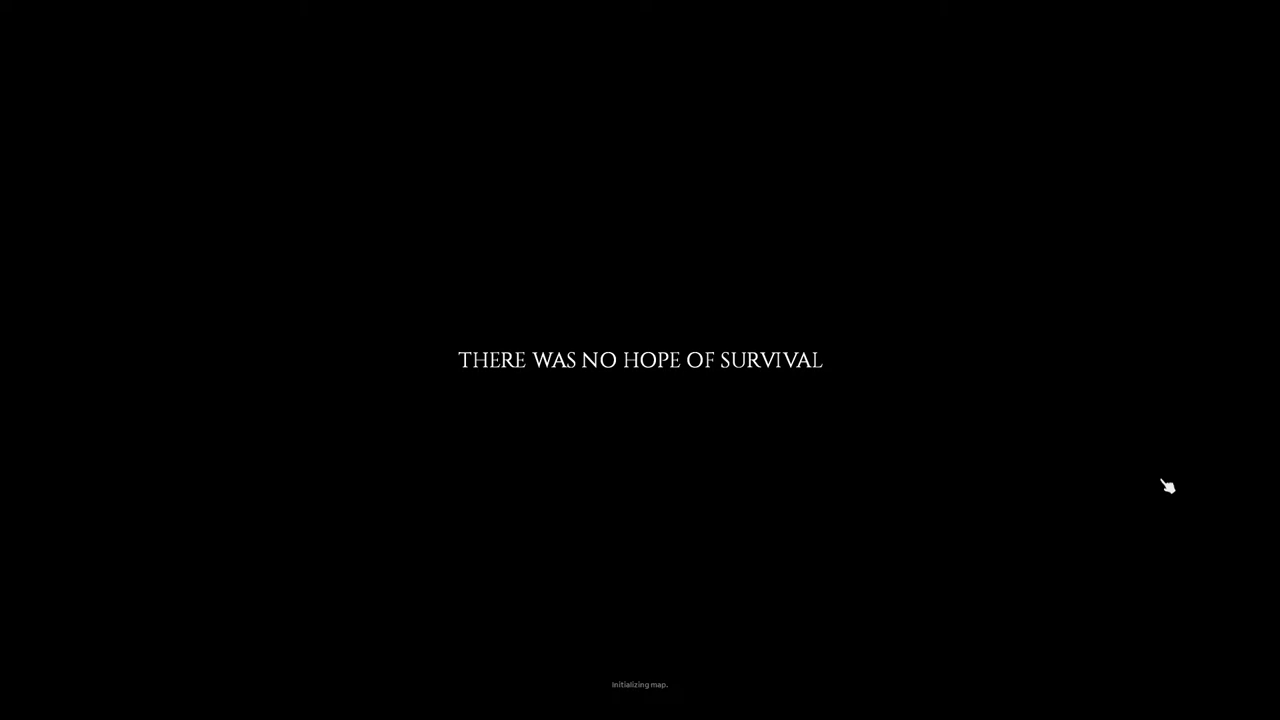 THERE WAS NO HOPE OF SURVIVAL
Initializing map.